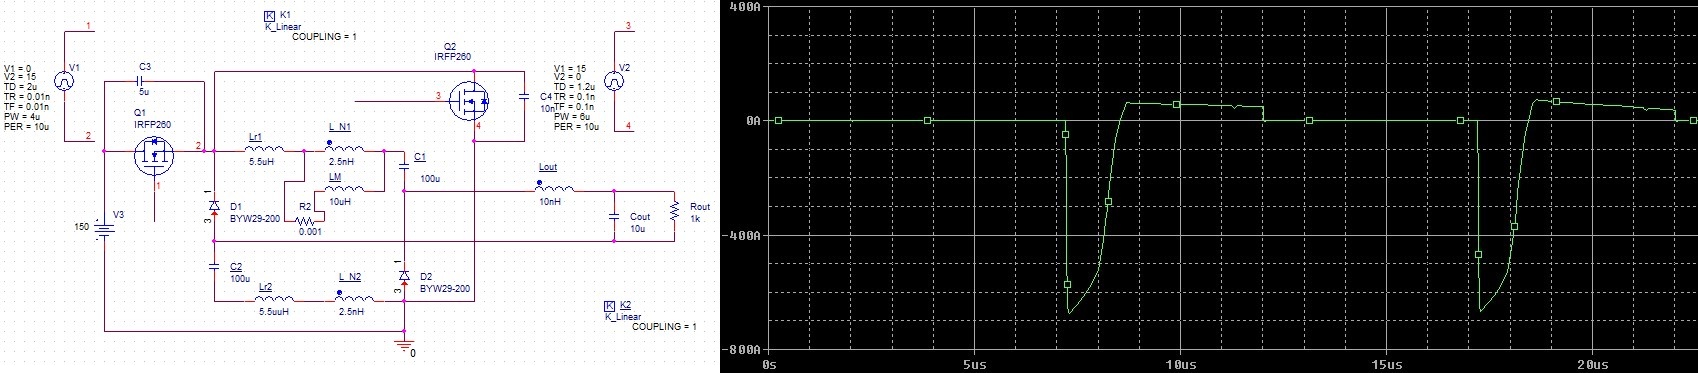 K K1
K_Linear
COUPLING = 1
1
3
V1
V1 = 0
V2 = 15
TD = 2u
TR = 0.01n
TF = 0.01n
PW = 4u
PER = 10u
2
C3
5u
Q1
IRFP260
2
1
V3
150
Q2
IRFP260
3
4
C4
10n
V2
V1 = 15
V2 = 0
TD = 1.2u
TR = 0.1n
TF = 0.1n
PW = 6u
PER = 10u
4
Lr1
5.5uH
L_N1
2.5nH
LM
10uH
R2
0.001
C1
100u
Lout
10nH
Cout
10u
Rout
1k
1
D1
BYW29-200
3
C2
100u
Lr2
5.5uuH
L_N2
2.5nH
1
D2
BYW29-200
3
0
K K2
K_Linear
COUPLING = 1
400A
0A
-400A
-800A
0s
5us
10us
15us
20us